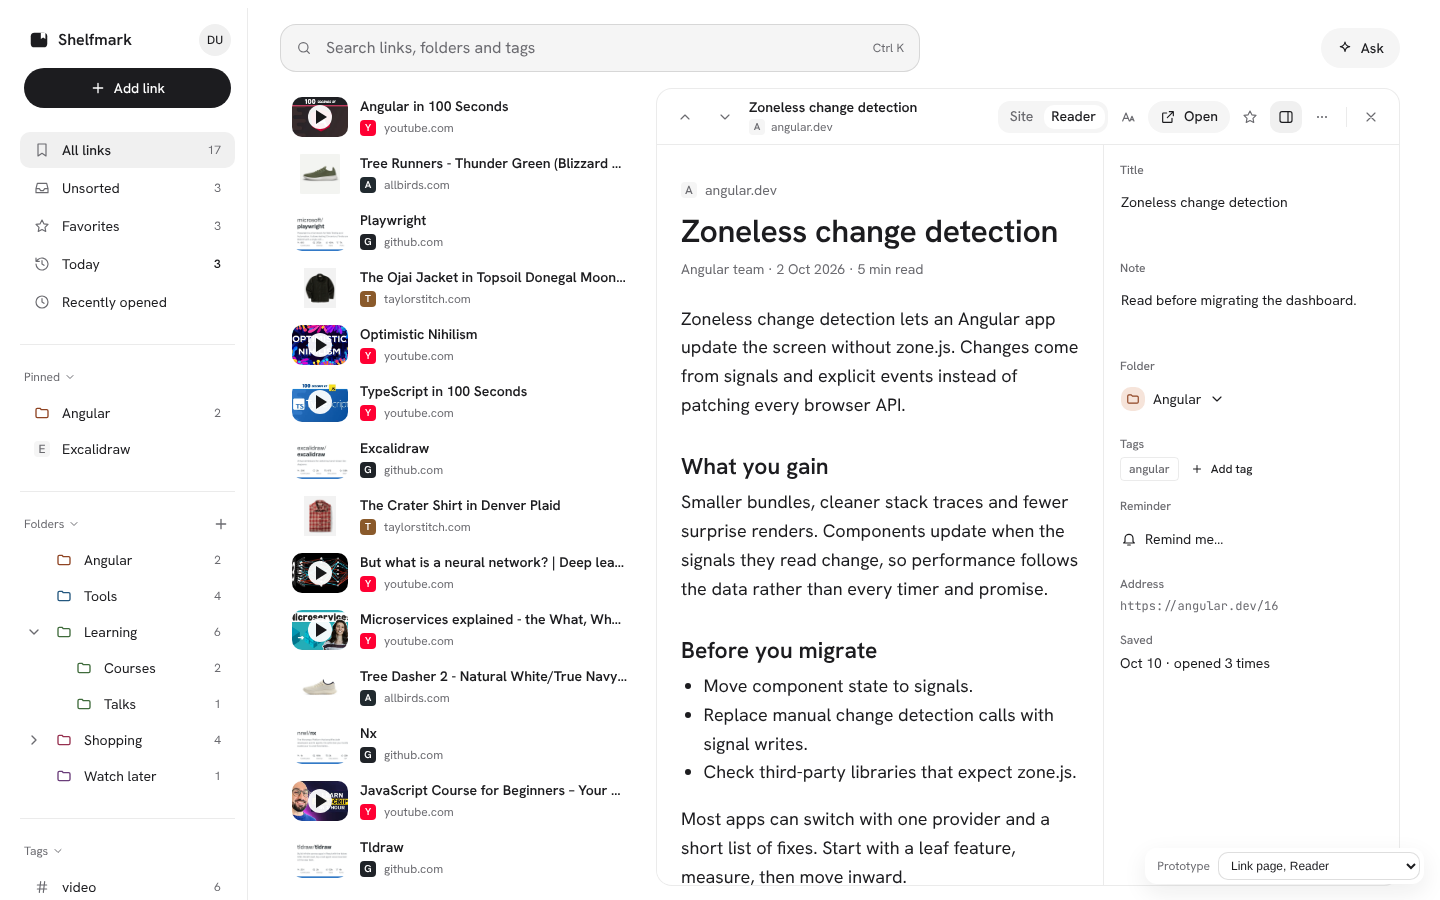 Shelfmark
DU
Add link
All links 17
Unsorted 3
Favorites 3
Today 3
Recently opened
Pinned
Angular 2
E Excalidraw
Folders
Angular 2
Tools 4
Learning 6
Courses 2
Talks 1
Shopping 4
Watch later 1
Tags
# video 6
Search links, folders and tags Ctrl K
Ask
Angular in 100 Seconds
Y youtube.com
Tree Runners - Thunder Green (Blizzard ...
A allbirds.com
Playwright
G github.com
The Ojai Jacket in Topsoil Donegal Moon...
T taylorstitch.com
Optimistic Nihilism
Y youtube.com
TypeScript in 100 Seconds
Y youtube.com
Excalidraw
G github.com
The Crater Shirt in Denver Plaid
T taylorstitch.com
But what is a neural network? | Deep lea...
Y youtube.com
Microservices explained - the What, Wh...
Y youtube.com
Tree Dasher 2 - Natural White/True Navy...
A allbirds.com
Nx
G github.com
JavaScript Course for Beginners – Your ...
Y youtube.com
Tldraw
G github.com
Zoneless change detection
A angular.dev
Site Reader
AA
Open
A angular.dev
Zoneless change detection
Angular team · 2 Oct 2026 · 5 min read
Zoneless change detection lets an Angular app
update the screen without zone.js. Changes come
from signals and explicit events instead of
patching every browser API.
What you gain
Smaller bundles, cleaner stack traces and fewer
surprise renders. Components update when the
signals they read change, so performance follows
the data rather than every timer and promise.
Before you migrate
• Move component state to signals.
• Replace manual change detection calls with
signal writes.
• Check third-party libraries that expect zone.js.
Most apps can switch with one provider and a
short list of fixes. Start with a leaf feature,
measure, then move inward.
Title
Zoneless change detection
Note
Read before migrating the dashboard.
Folder
Angular
Tags
angular + Add tag
Reminder
Remind me...
Address
https://angular.dev/16
Saved
Oct 10 · opened 3 times
Prototype Link page, Reader